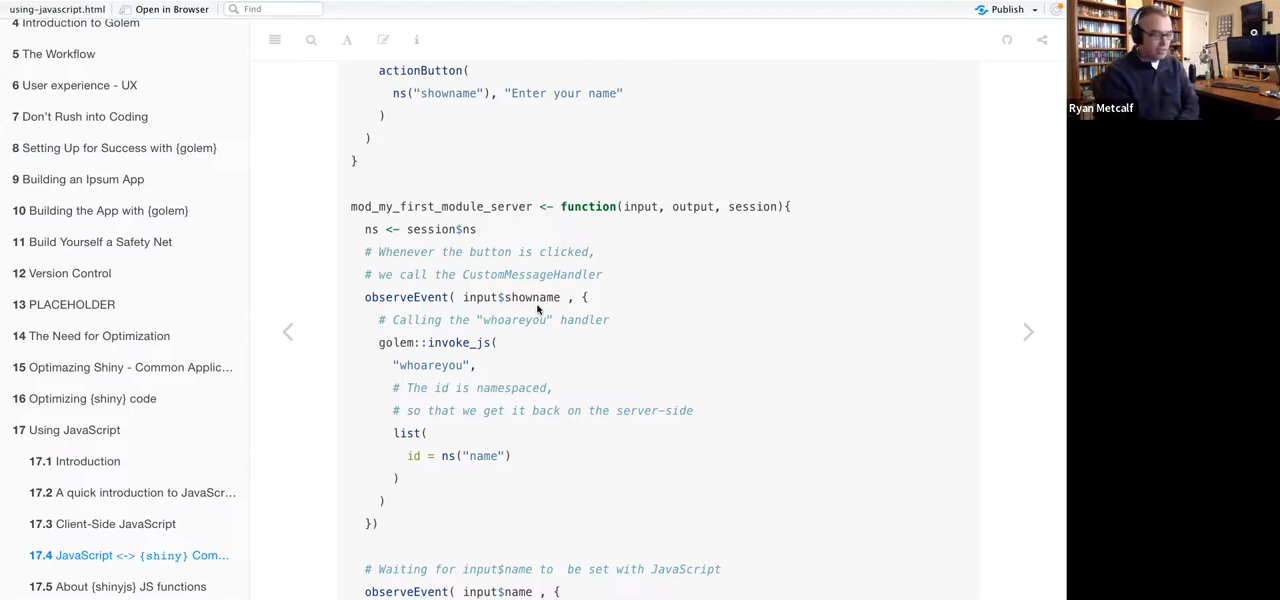 using-javascript.html Open in Browser Find Publish
4 Introduction to Golem
5 The Workflow
6 User experience - UX
7 Don't Rush into Coding
8 Setting Up for Success with {golem}
9 Building an Ipsum App
10 Building the App with {golem}
11 Build Yourself a Safety Net
12 Version Control
13 PLACEHOLDER
14 The Need for Optimization
15 Optimazing Shiny - Common Applic...
16 Optimizing {shiny} code
17 Using JavaScript
17.1 Introduction
17.2 A quick introduction to JavaScr...
17.3 Client-Side JavaScript
17.4 JavaScript <-> {shiny} Com...
17.5 About {shinyjs} JS functions
actionButton(
ns("showname"), "Enter your name"
)
)
}
mod_my_first_module_server <- function(input, output, session){
ns <- session$ns
# Whenever the button is clicked,
# we call the CustomMessageHandler
observeEvent( input$showname , {
# Calling the "whoareyou" handler
golem::invoke_js(
"whoareyou",
# The id is namespaced,
# so that we get it back on the server-side
list(
id = ns("name")
)
)
})
# Waiting for input$name to  be set with JavaScript
observeEvent( input$name , {
Ryan Metcalf